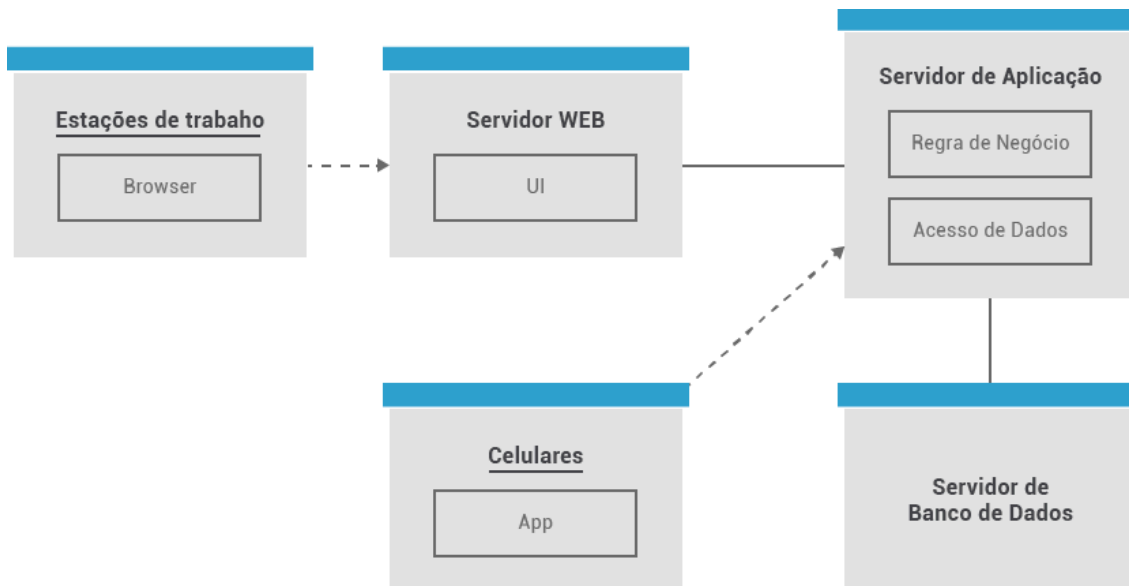 Estações de trabaho
Browser
Servidor WEB
UI
Servidor de Aplicação
Regra de Negócio
Acesso de Dados
Celulares
App
Servidor de
Banco de Dados